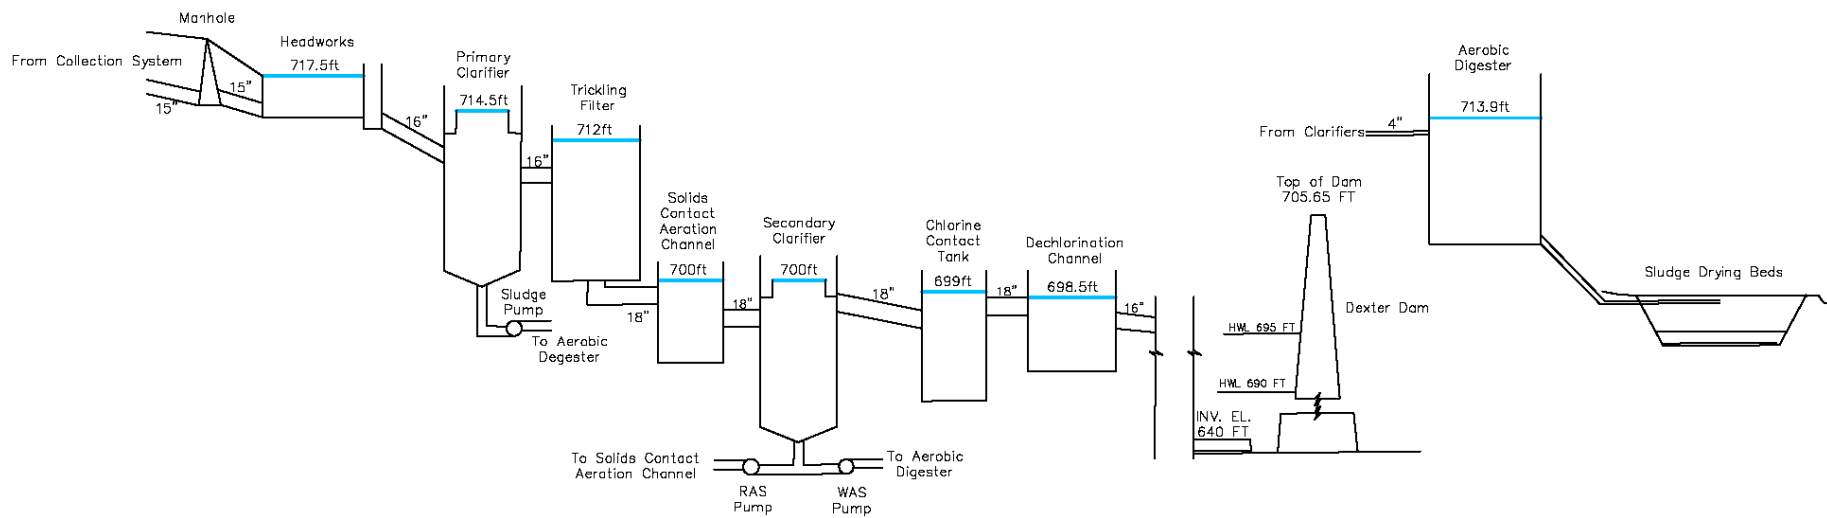 Manhole
From Collection System
15"
15"
Headworks
717.5ft
16"
Primary
Clarifier
714.5ft
16"
Trickling
Filter
712ft
Sludge
Pump
To Aerobic
Degester
18"
Solids
Contact
Aeration
Channel
700ft
18"
Secondary
Clarifier
700ft
18"
To Solids Contact
Aeration Channel
RAS
Pump
WAS
Pump
To Aerobic
Digester
Chlorine
Contact
Tank
699ft
18"
Dechlorination
Channel
698.5ft
16"
INV. EL.
640 FT
HWL 695 FT
HWL 690 FT
Top of Dam
705.65 FT
Dexter Dam
From Clarifiers
4"
Aerobic
Digester
713.9ft
Sludge Drying Beds